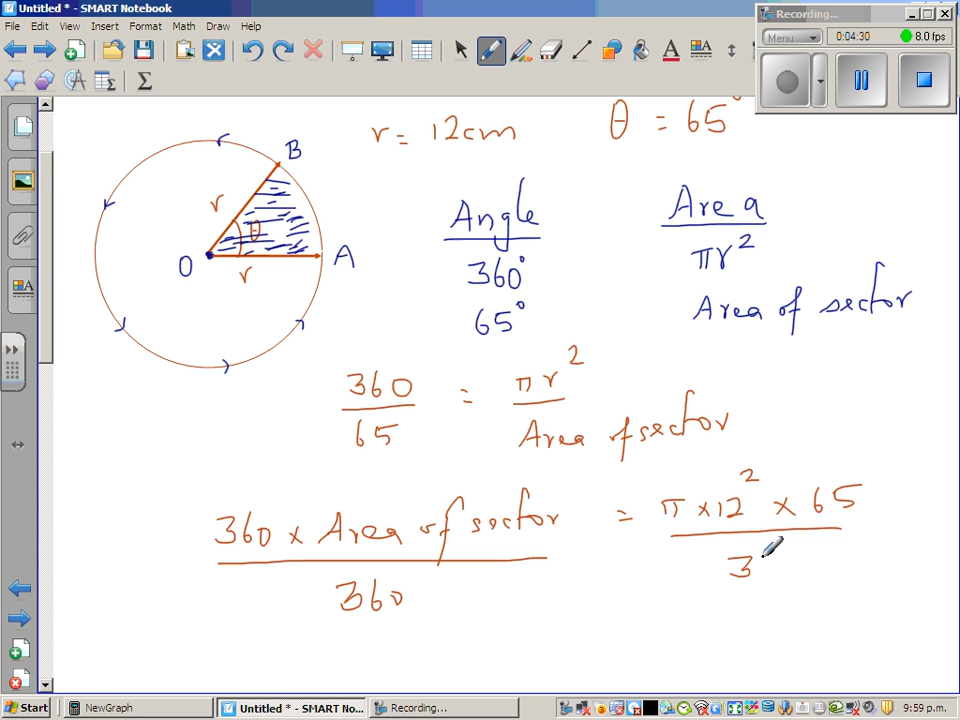 Untitled * - SMART Notebook
File Edit View Insert Format Draw Math Help
Recording...
Menu 0:04:30 8.0 fps
r = 12cm θ = 65°
B
r
θ
O r A
Angle Area
360° πr²
65° Area of sector
360 / 65 = πr² / Area of sector
360 × Area of sector / 360 = π × 12² × 65 / 3
Start NewGraph Untitled * - SMART No... Recording... 9:59 p.m.